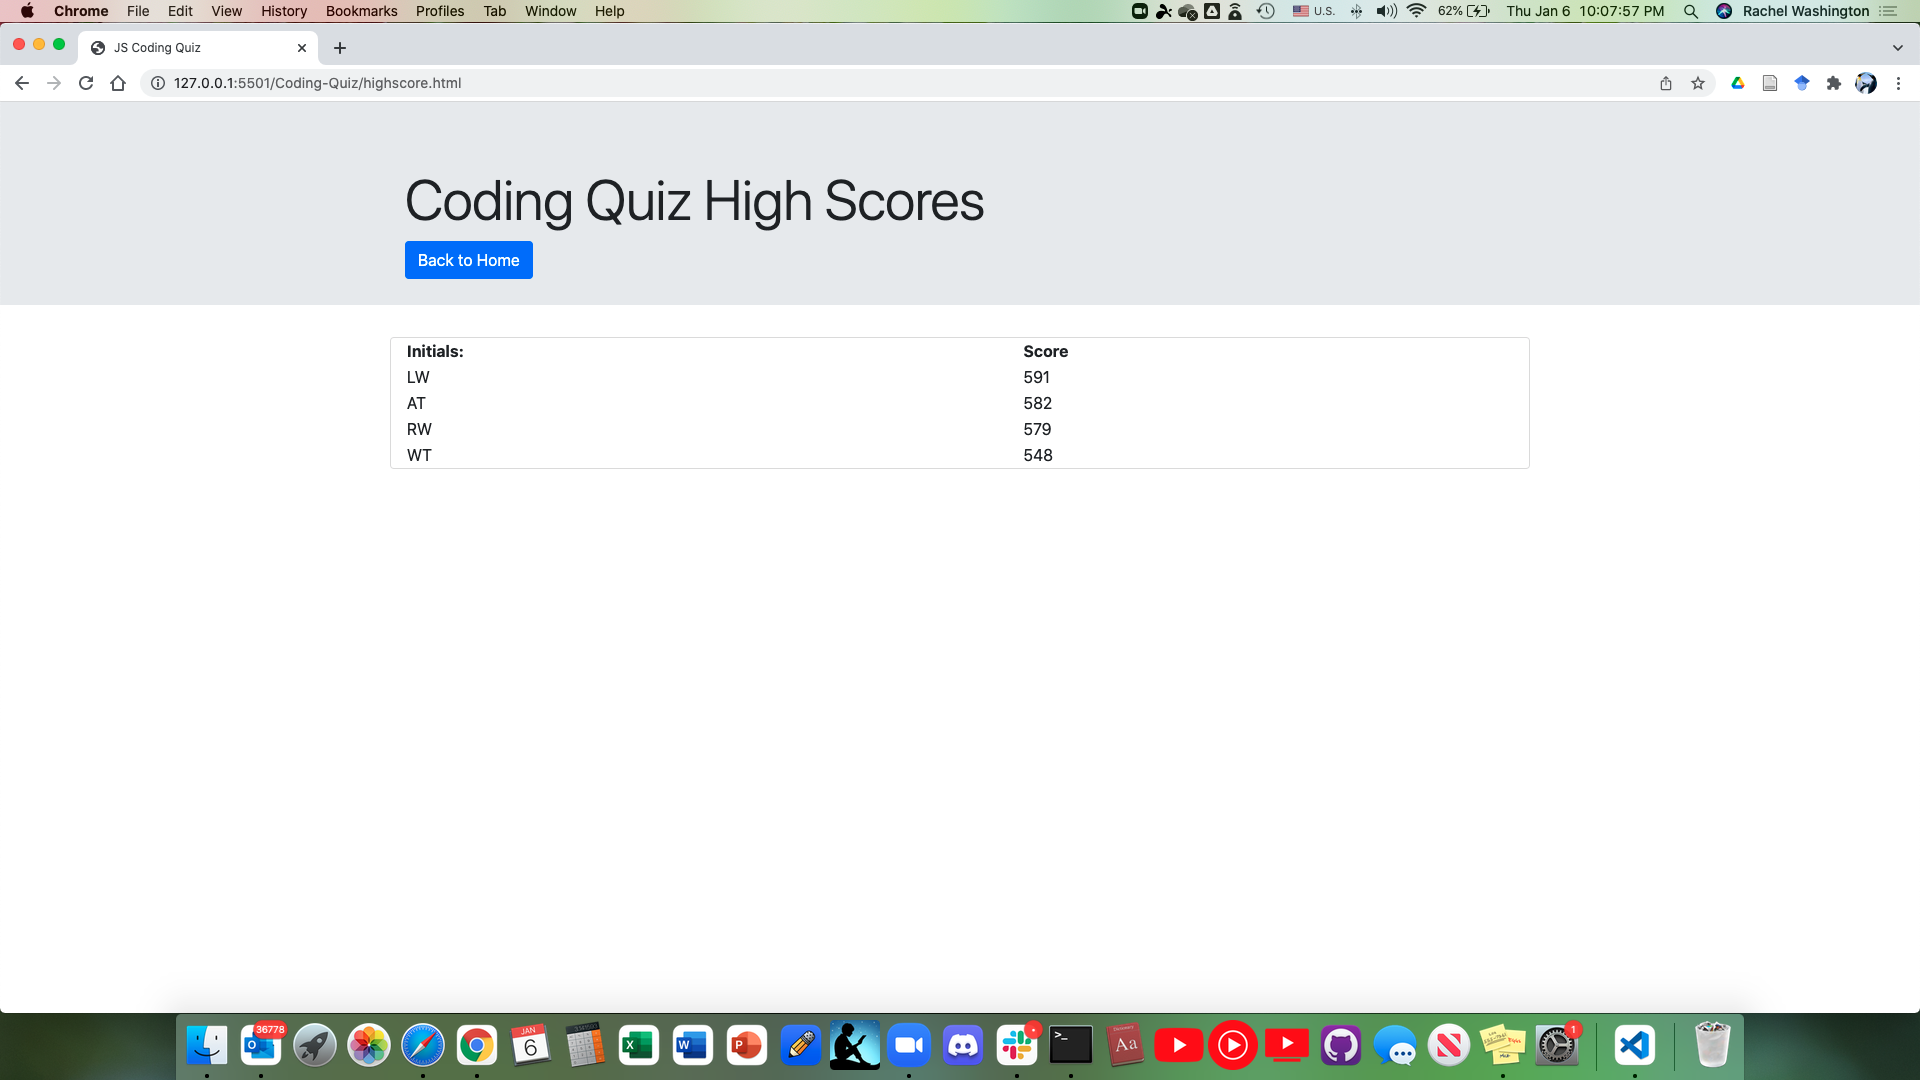 Chrome File Edit View History Bookmarks Profiles Tab Window Help U.S. 62% Thu Jan 6 10:07:57 PM Rachel Washington
JS Coding Quiz
127.0.0.1:5501/Coding-Quiz/highscore.html
Coding Quiz High Scores
Back to Home
Initials: Score
LW 591
AT 582
RW 579
WT 548
36778
JAN
6
X
W
P
Aa
1